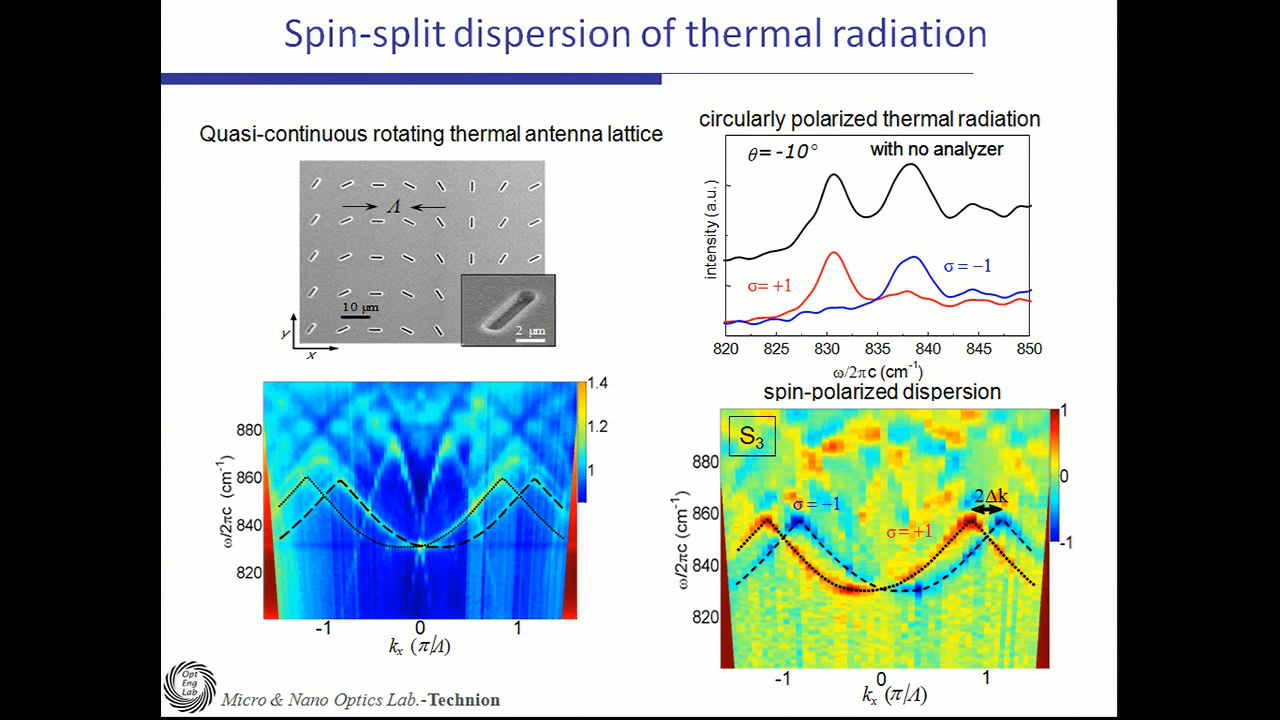 Spin-split dispersion of thermal radiation
Quasi-continuous rotating thermal antenna lattice
Λ
10 μm
2 μm
y
x
circularly polarized thermal radiation
θ = -10°
with no analyzer
intensity (a.u.)
σ = +1
σ = −1
820 825 830 835 840 845 850
ω/2πc (cm⁻¹)
880
860
840
820
ω/2πc (cm⁻¹)
1.4
1.2
1
-1 0 1
kₓ (π/Λ)
spin-polarized dispersion
S₃
σ = −1
σ = +1
2Δk
880
860
840
820
ω/2πc (cm⁻¹)
1
0
-1
-1 0 1
kₓ (π/Λ)
Opt
Eng
Lab
Micro & Nano Optics Lab.-Technion